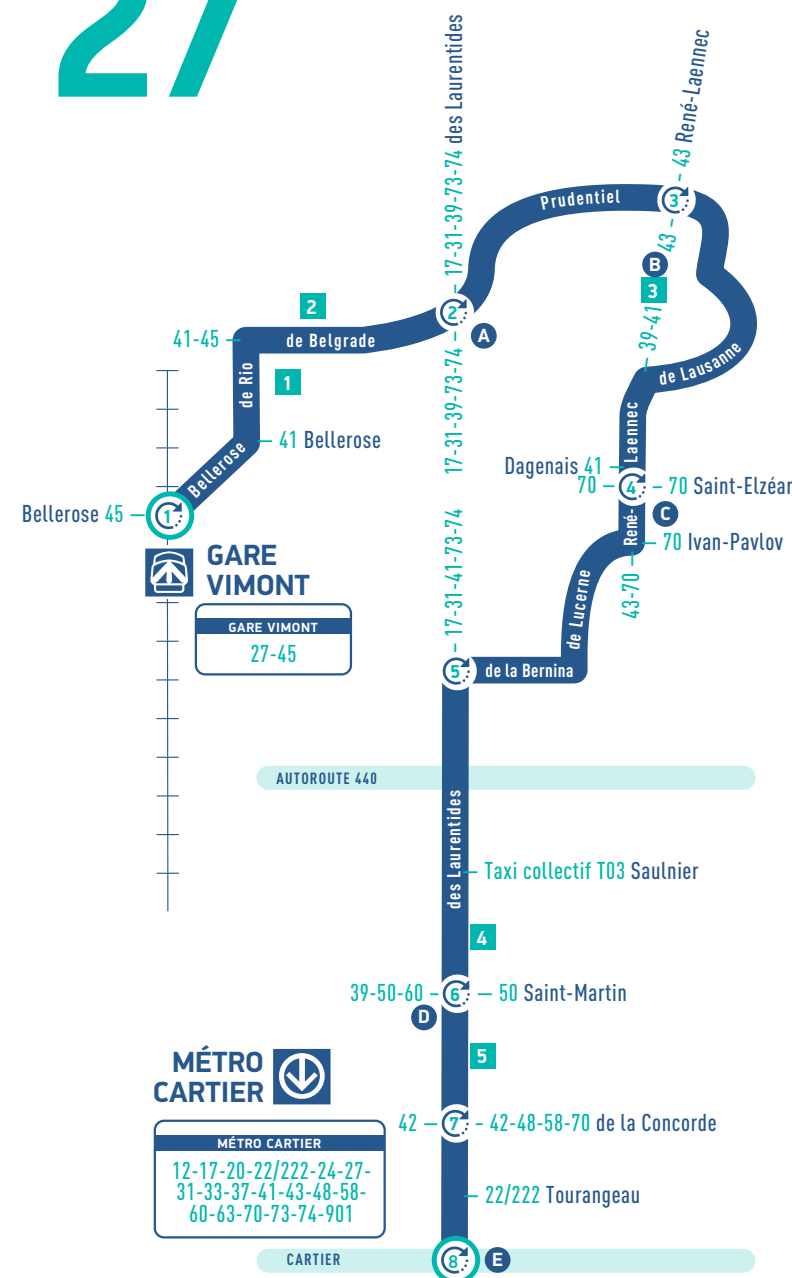 27
17-31-39-73-74 des Laurentides
43 René-Laennec
Prudentiel
3
43
B
3
39-41
2
2
A
41-45
de Belgrade
de Rio
1
17-31-39-73-74
de Lausanne
41 Bellerose
Bellerose
Laennec
Dagenais 41
70
4
70 Saint-Elzéar
Bellerose 45
1
C
René-
70 Ivan-Pavlov
GARE
VIMONT
GARE VIMONT
27-45
17-31-41-73-74
de Lucerne
43-70
5
de la Bernina
AUTOROUTE 440
des Laurentides
Taxi collectif T03 Saulnier
4
39-50-60
6
50 Saint-Martin
D
5
MÉTRO
CARTIER
42
7
42-48-58-70 de la Concorde
MÉTRO CARTIER
12-17-20-22/222-24-27-
31-33-37-41-43-48-58-
60-63-70-73-74-901
22/222 Tourangeau
CARTIER
8
E